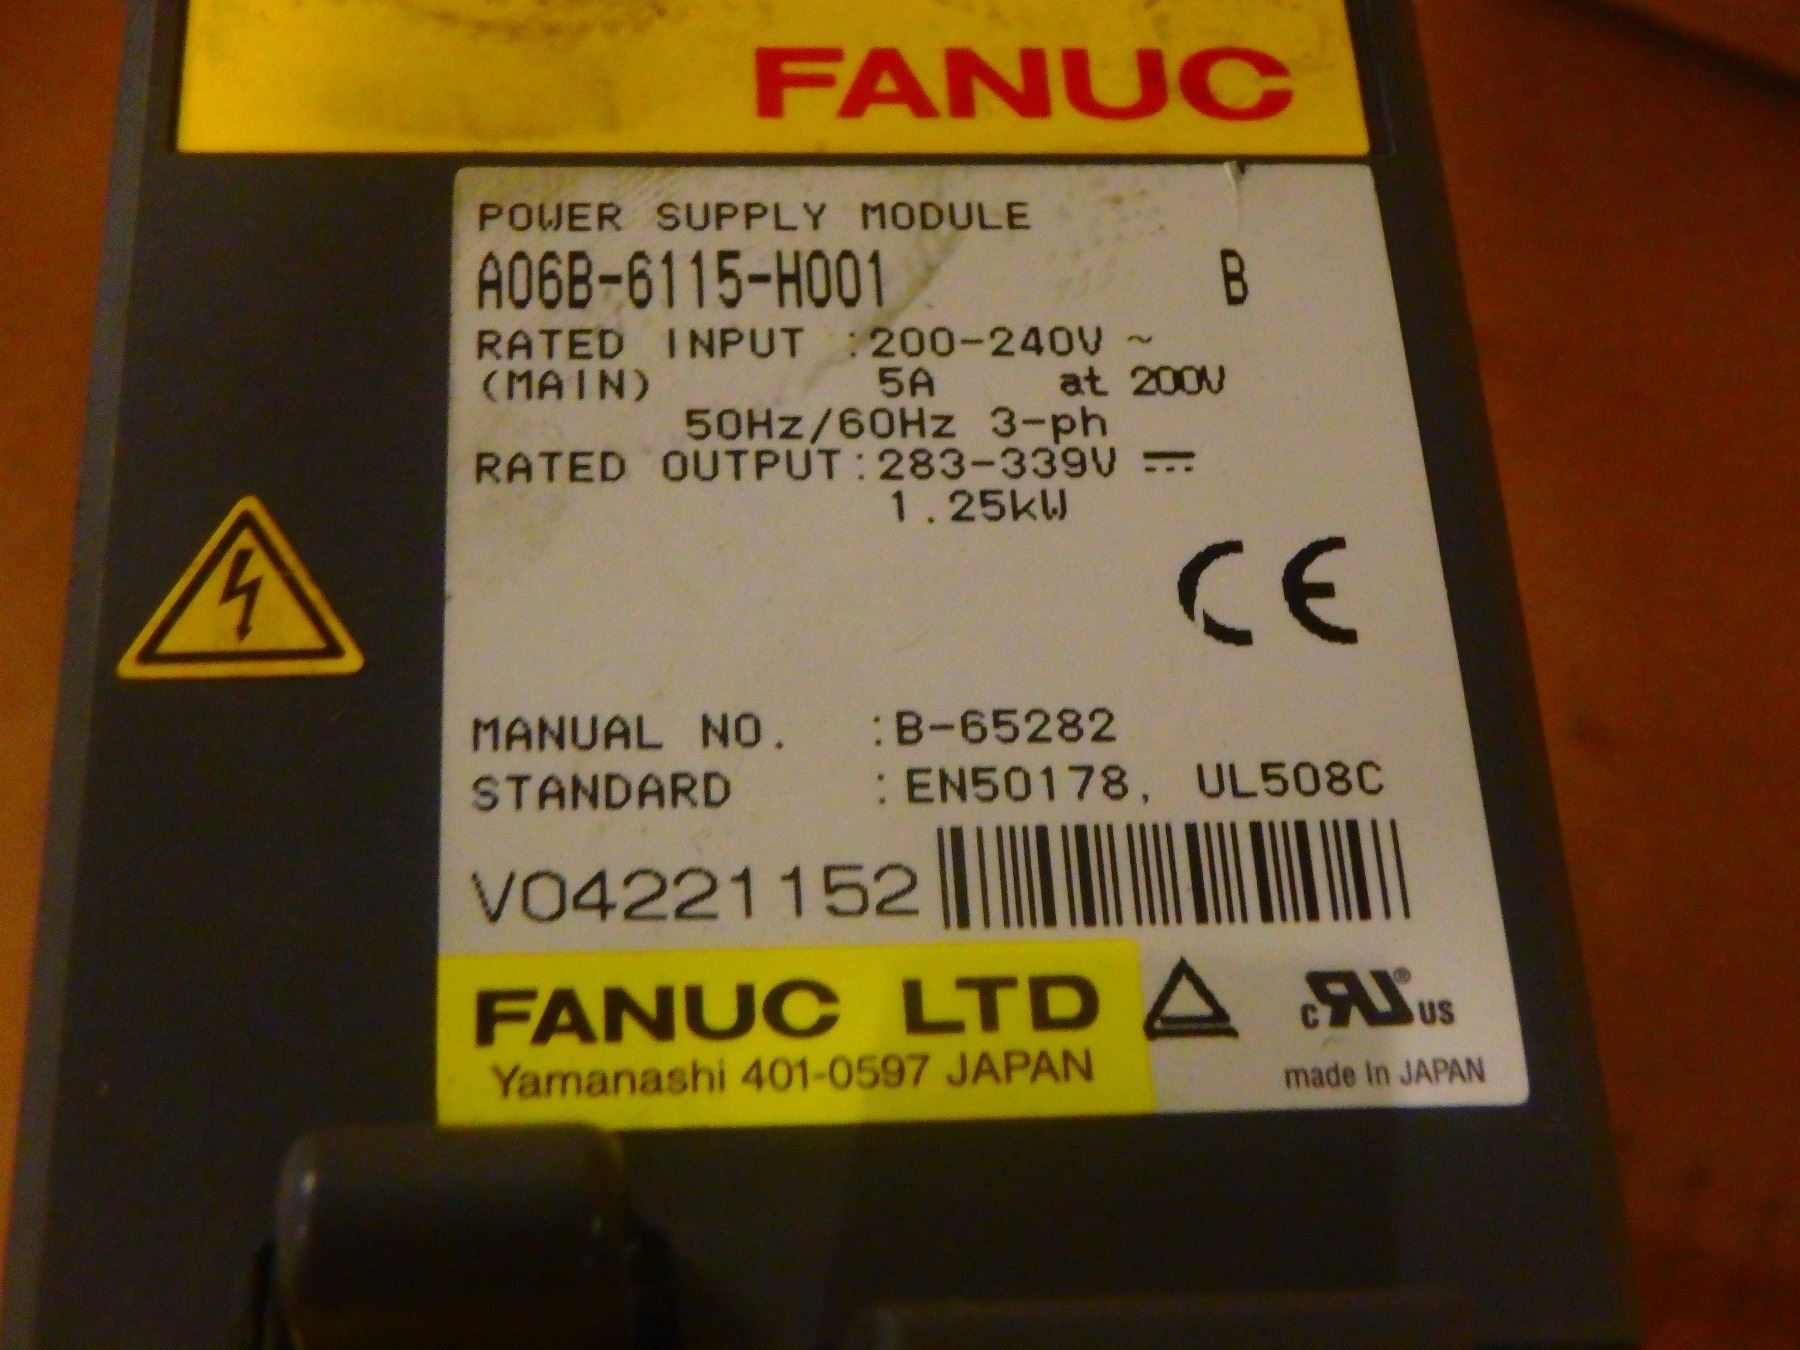 FANUC
POWER SUPPLY MODULE
A06B-6115-H001 B
RATED INPUT :200-240V ~
(MAIN) 5A at 200V
50Hz/60Hz 3-ph
RATED OUTPUT:283-339V ⎓
1.25kW
CE
MANUAL NO. :B-65282
STANDARD :EN50178, UL508C
V04221152
FANUC LTD
Yamanashi 401-0597 JAPAN
c RU ® US
made in JAPAN